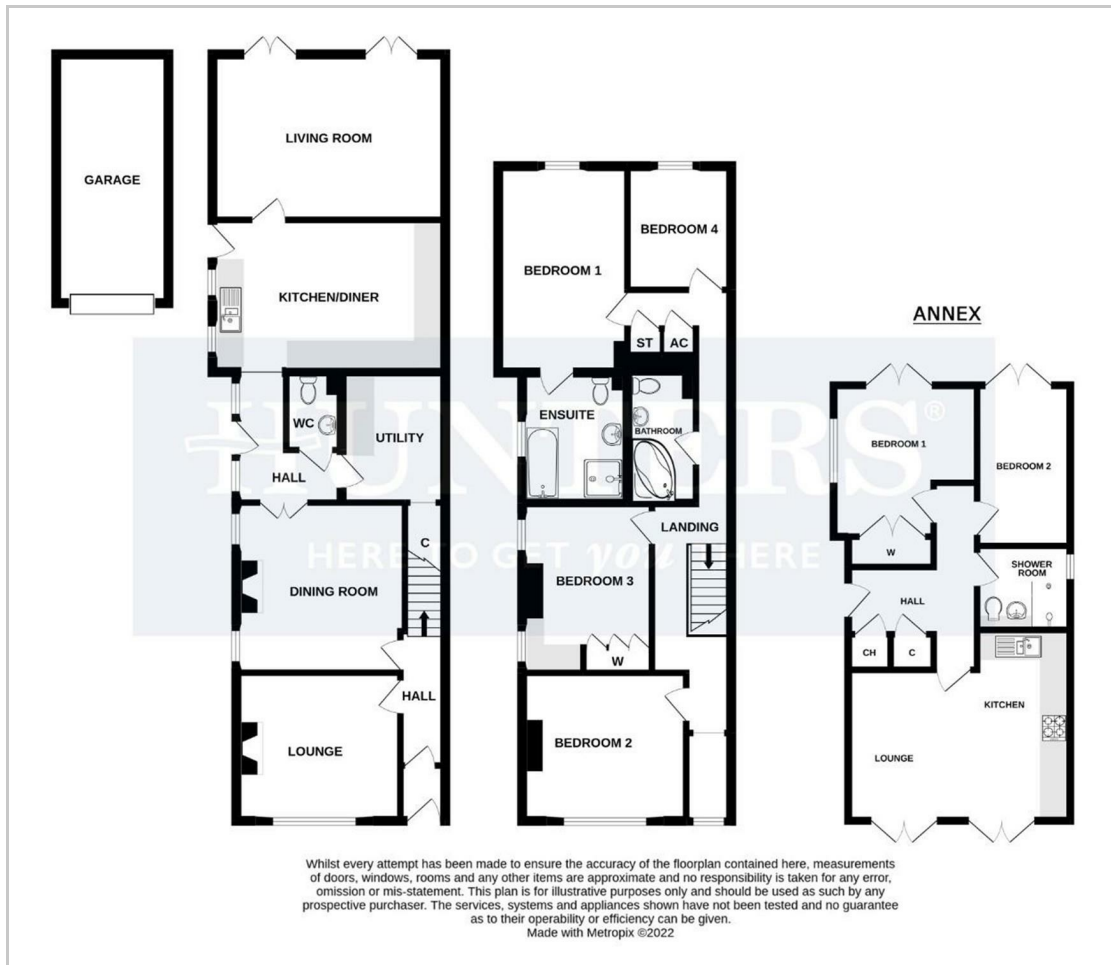 GARAGE
LIVING ROOM
KITCHEN/DINER
WC
UTILITY
HALL
C
DINING ROOM
HALL
LOUNGE
BEDROOM 1
BEDROOM 4
ST
AC
ENSUITE
BATHROOM
LANDING
BEDROOM 3
W
BEDROOM 2
ANNEX
BEDROOM 1
BEDROOM 2
W
SHOWER
ROOM
HALL
CH
C
KITCHEN
LOUNGE
HUNTERS®
HERE TO GET you THERE
Whilst every attempt has been made to ensure the accuracy of the floorplan contained here, measurements
of doors, windows, rooms and any other items are approximate and no responsibility is taken for any error,
omission or mis-statement. This plan is for illustrative purposes only and should be used as such by any
prospective purchaser. The services, systems and appliances shown have not been tested and no guarantee
as to their operability or efficiency can be given.
Made with Metropix ©2022